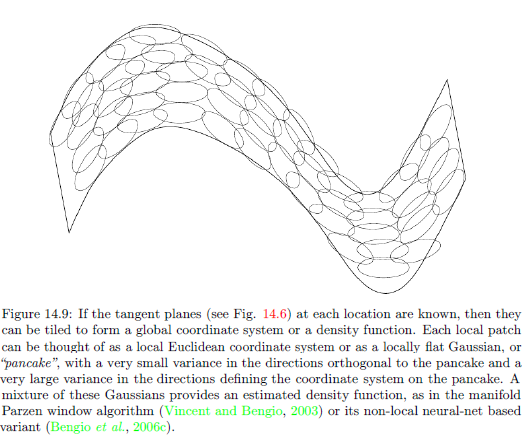 Figure 14.9: If the tangent planes (see Fig. 14.6) at each location are known, then they
can be tiled to form a global coordinate system or a density function. Each local patch
can be thought of as a local Euclidean coordinate system or as a locally flat Gaussian, or
“pancake”, with a very small variance in the directions orthogonal to the pancake and a
very large variance in the directions defining the coordinate system on the pancake. A
mixture of these Gaussians provides an estimated density function, as in the manifold
Parzen window algorithm (Vincent and Bengio, 2003) or its non-local neural-net based
variant (Bengio et al., 2006c).